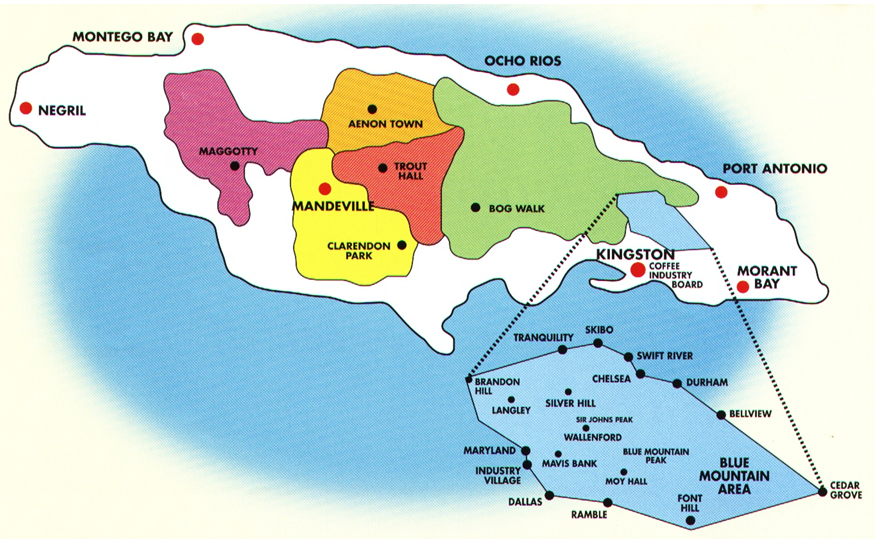 MONTEGO BAY
OCHO RIOS
NEGRIL
AENON TOWN
MAGGOTTY
TROUT
HALL
PORT ANTONIO
MANDEVILLE
BOG WALK
CLARENDON
PARK
KINGSTON
COFFEE
INDUSTRY
BOARD
MORANT
BAY
SKIBO
TRANQUILITY
SWIFT RIVER
CHELSEA
DURHAM
BRANDON
HILL
LANGLEY
SILVER HILL
BELLVIEW
SIR JOHNS PEAK
WALLENFORD
MARYLAND
MAVIS BANK
BLUE MOUNTAIN
PEAK
INDUSTRY
VILLAGE
MOY HALL
BLUE
MOUNTAIN
AREA
CEDAR
GROVE
DALLAS
RAMBLE
FONT
HILL